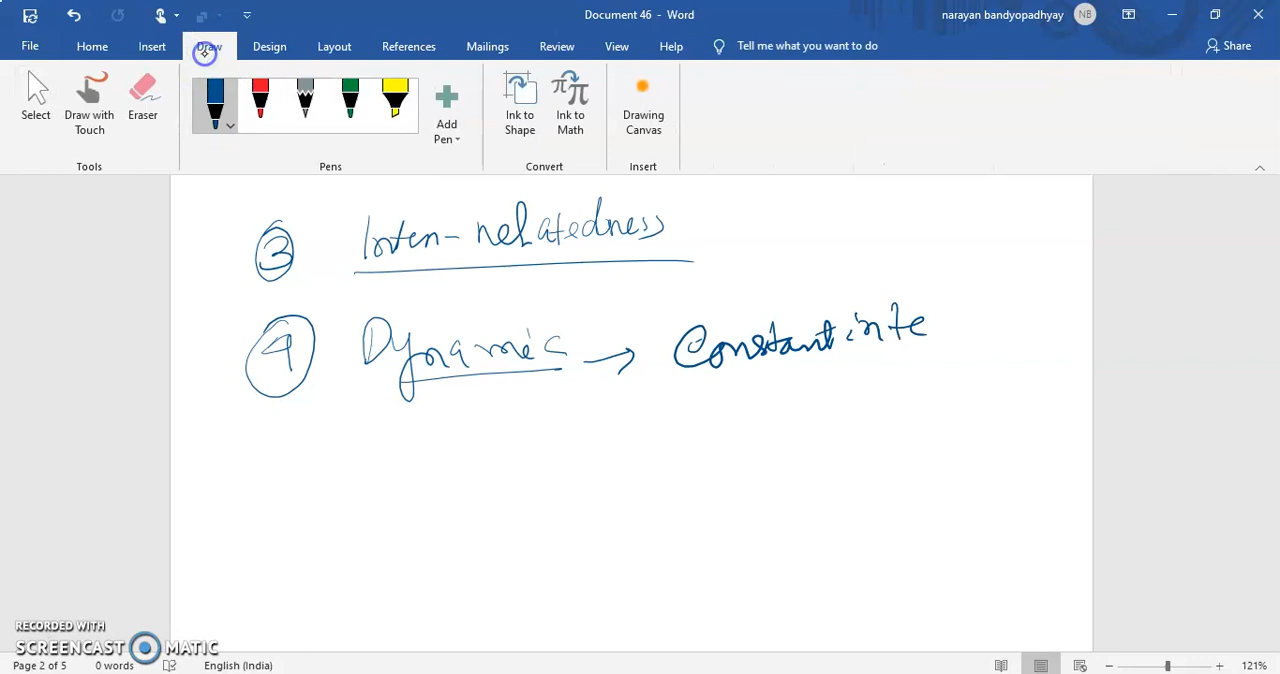 Document 46 - Word
narayan bandyopadhyay NB
File Home Insert Draw Design Layout References Mailings Review View Help Tell me what you want to do Share
Select Draw with Touch Eraser Add Pen Ink to Shape Ink to Math Drawing Canvas
Tools Pens Convert Insert
3 Inter-relatedness
4 Dynamic → Constant inte
RECORDED WITH
SCREENCAST MATIC
Page 2 of 5 0 words English (India) 121%